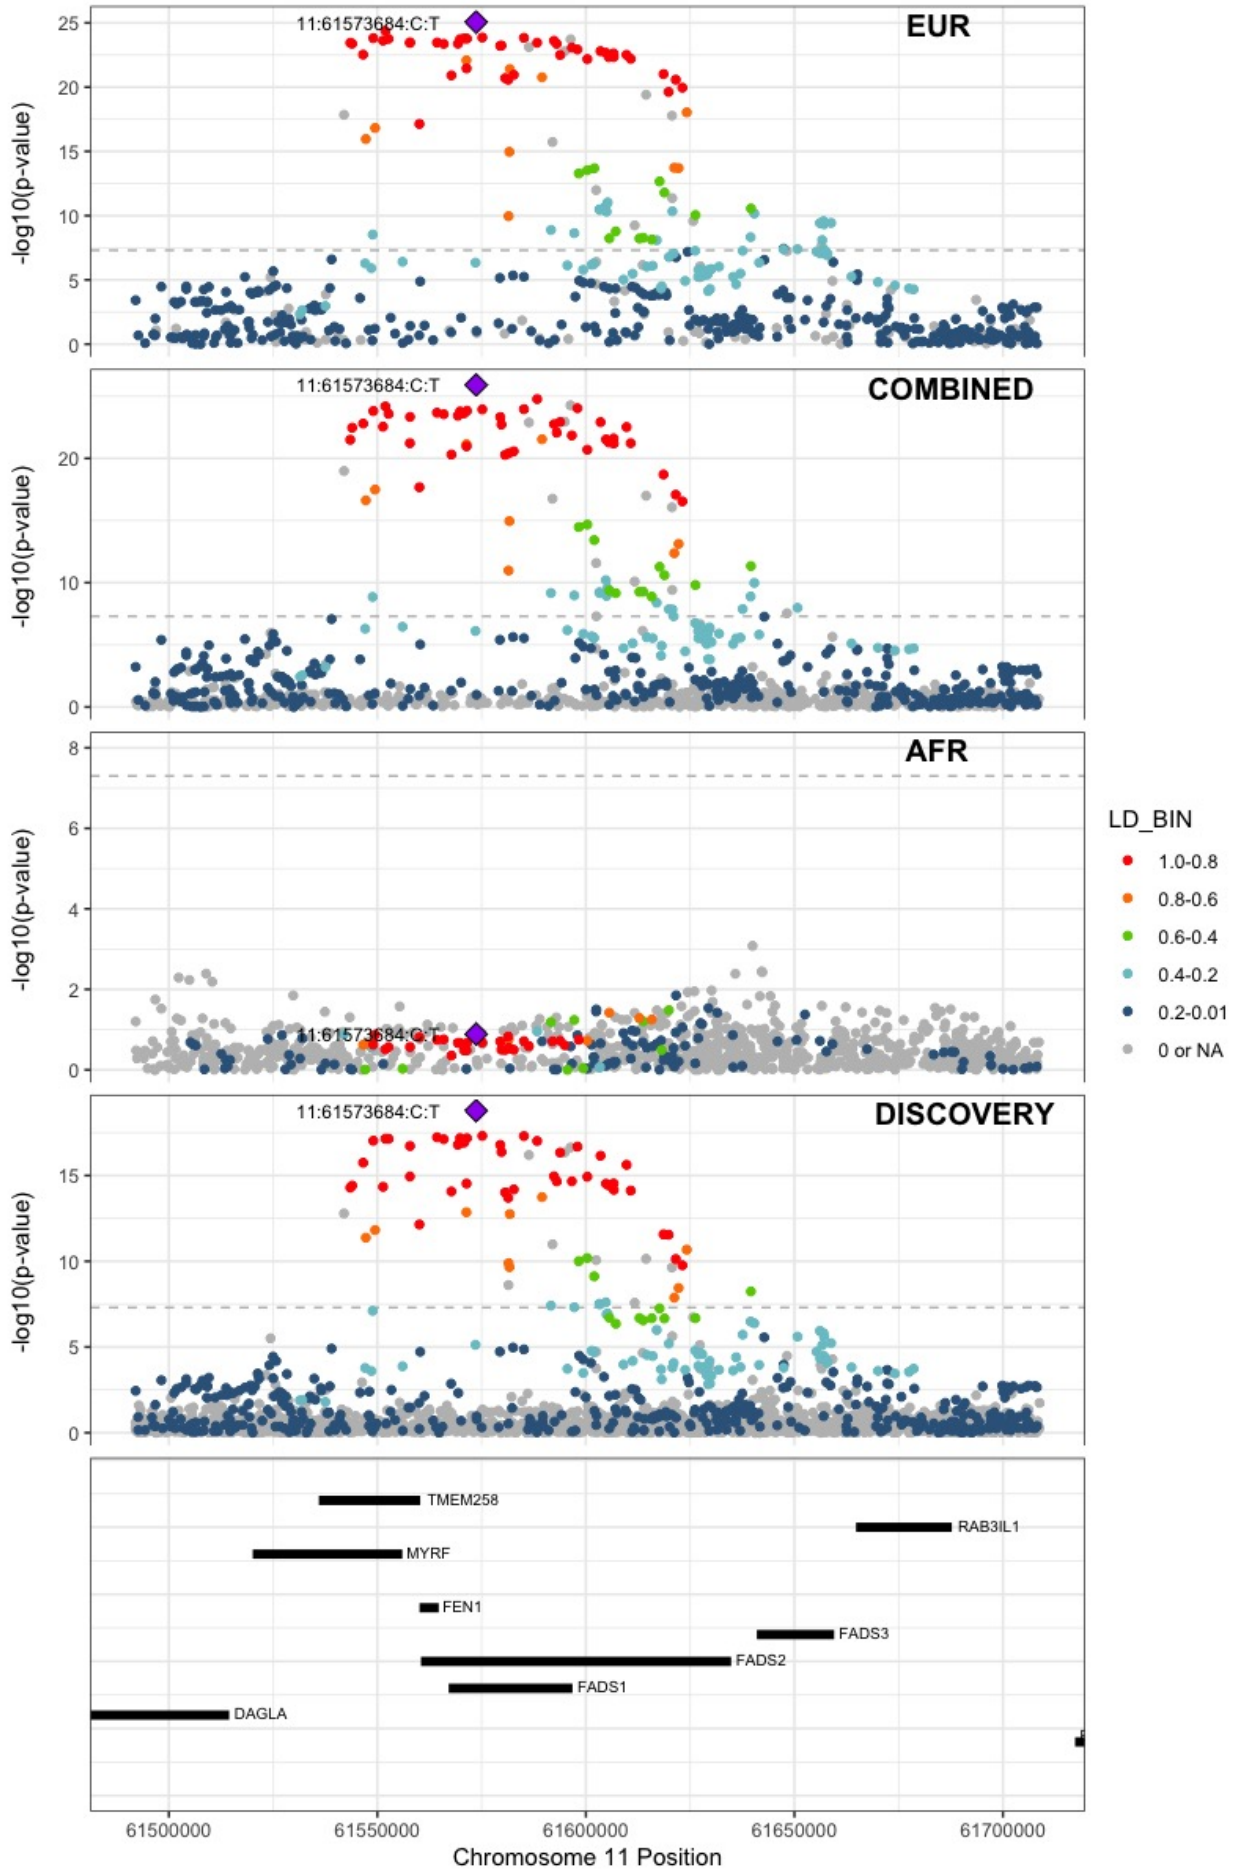 EUR
11:61573684:C:T
25
20
15
10
5
0
-log10(p-value)
COMBINED
11:61573684:C:T
20
10
0
-log10(p-value)
AFR
8
6
4
2
0
11:61573684:C:T
-log10(p-value)
LD_BIN
1.0-0.8
0.8-0.6
0.6-0.4
0.4-0.2
0.2-0.01
0 or NA
DISCOVERY
11:61573684:C:T
15
10
5
0
-log10(p-value)
TMEM258
RAB3IL1
MYRF
FEN1
FADS3
FADS2
FADS1
DAGLA
61500000 61550000 61600000 61650000 61700000
Chromosome 11 Position